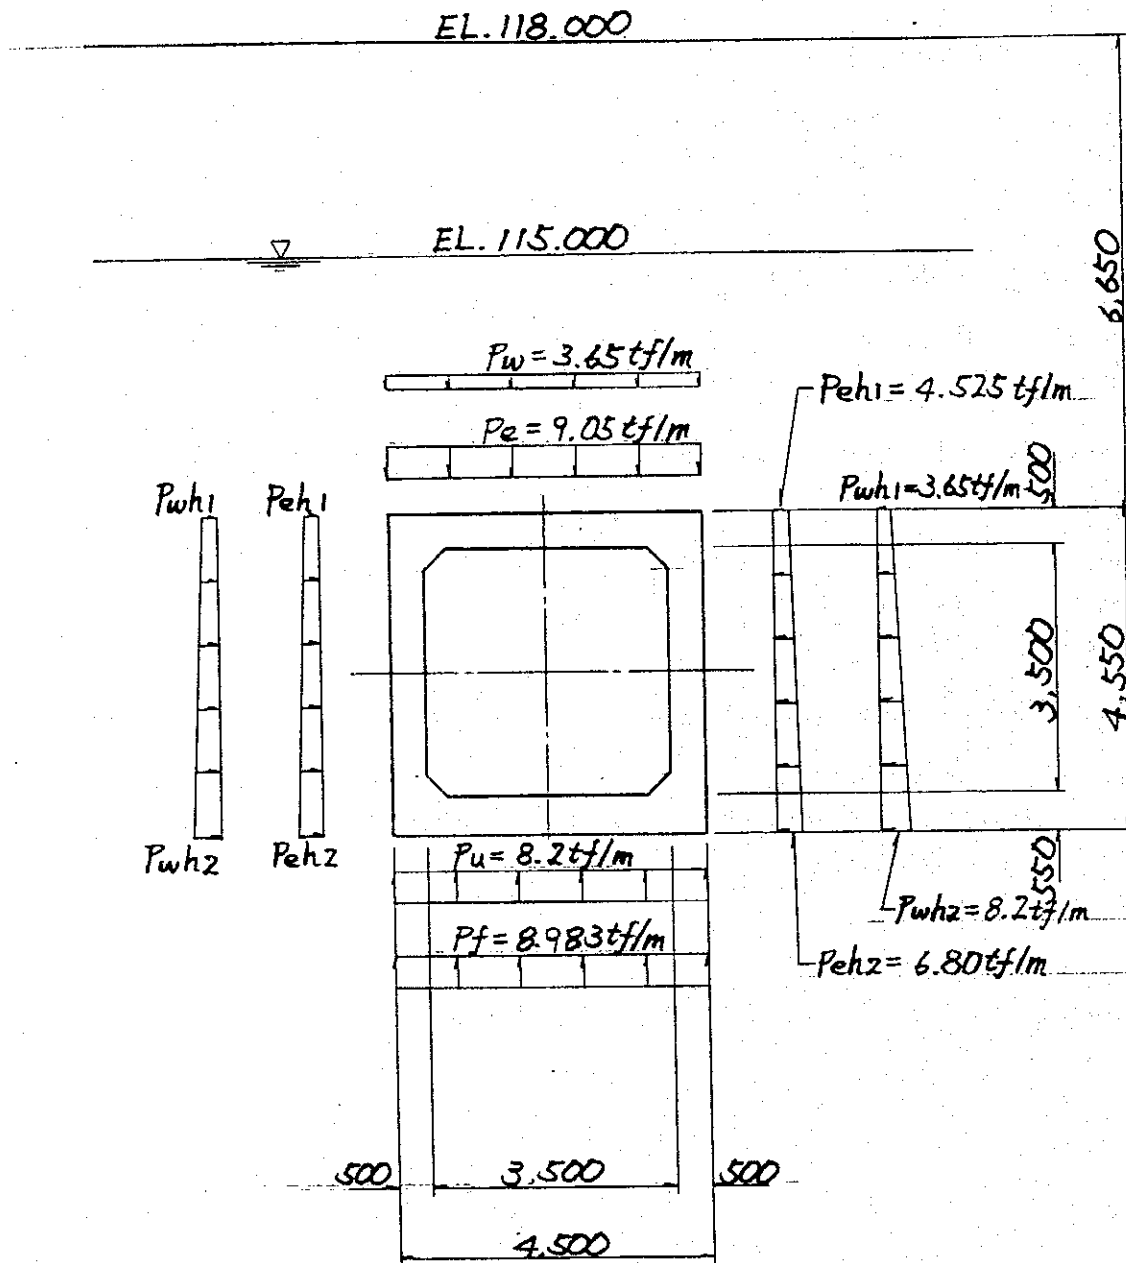 EL.118.000
EL.115.000
6,650
Pw=3.65tf/m
Pe=9.05tf/m
Peh1=4.525tf/m
Pwh1
Peh1
Pwh1=3.65tf/m
500
3,500
4,550
550
Pwh2
Peh2
Pu=8.2tf/m
Pf=8.983tf/m
Pwh2=8.2tf/m
Peh2=6.80tf/m
500
3.500
500
4.500